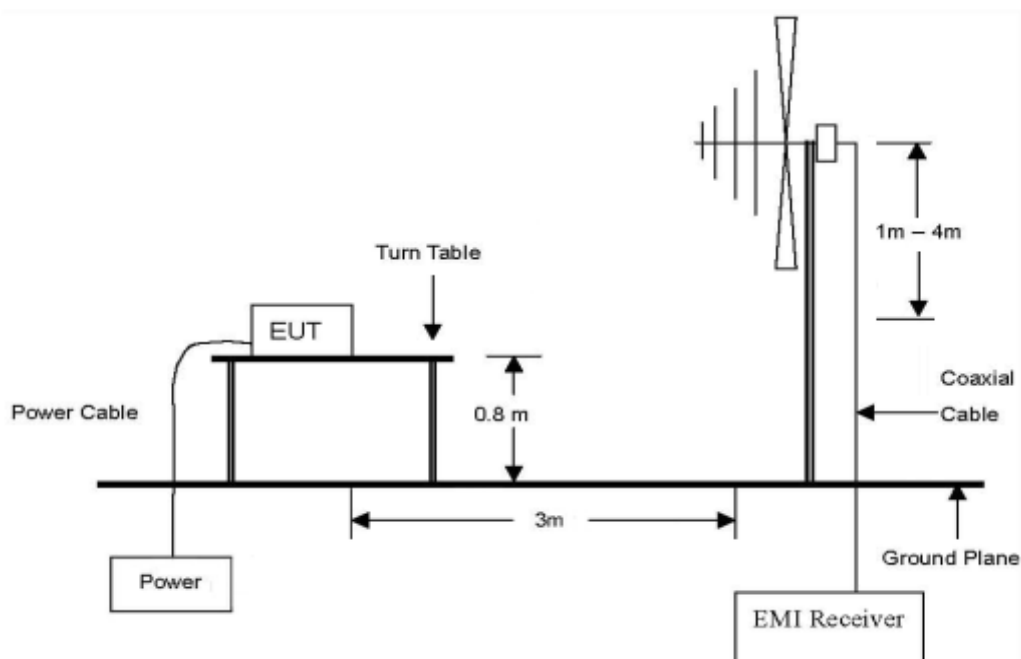 1m – 4m
Turn Table
EUT
Coaxial
Cable
Power Cable
0.8 m
3m
Ground Plane
Power
EMI Receiver